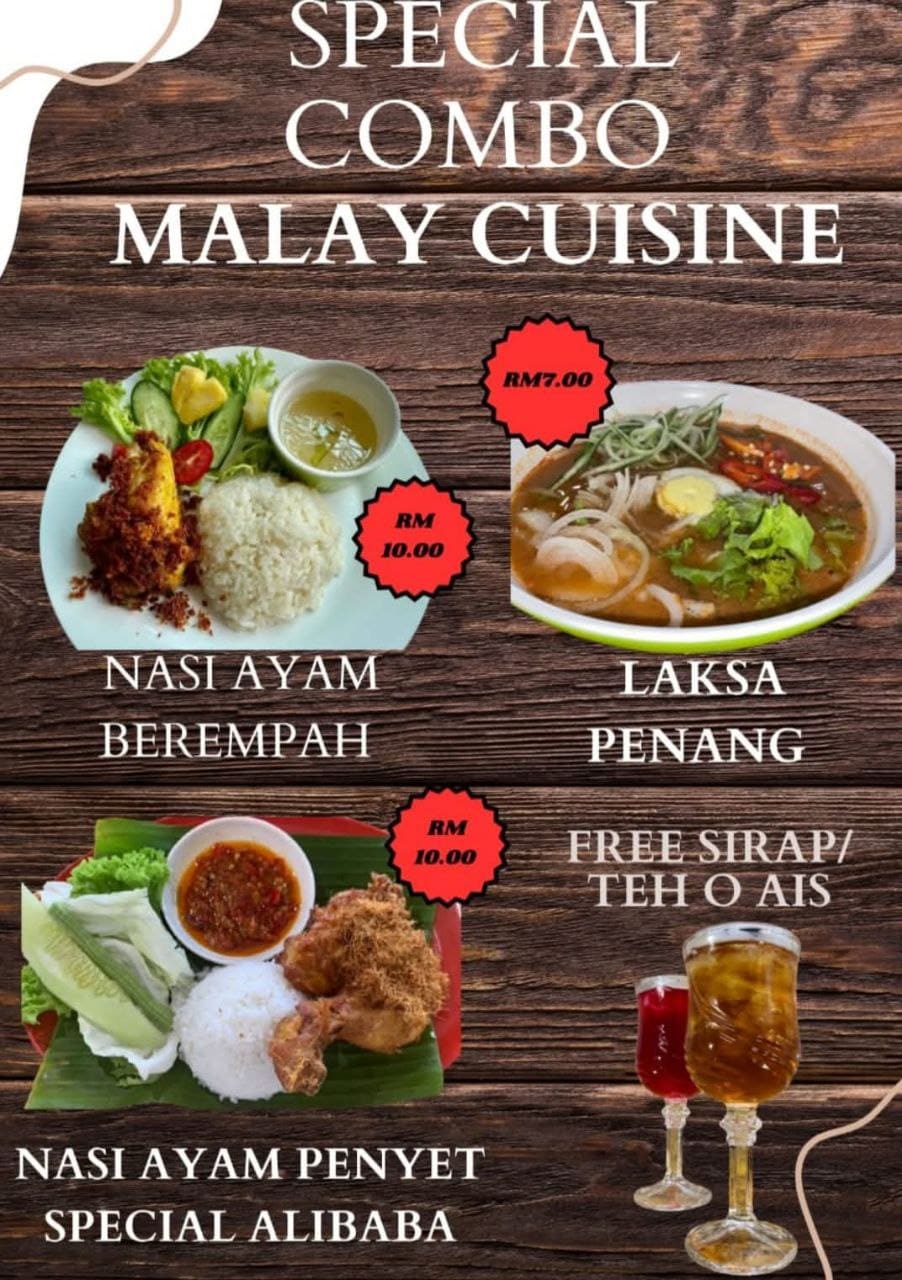 SPECIAL
COMBO
MALAY CUISINE
RM7.00
RM
10.00
NASI AYAM
BEREMPAH
LAKSA
PENANG
RM
10.00
FREE SIRAP/
TEH O AIS
NASI AYAM PENYET
SPECIAL ALIBABA